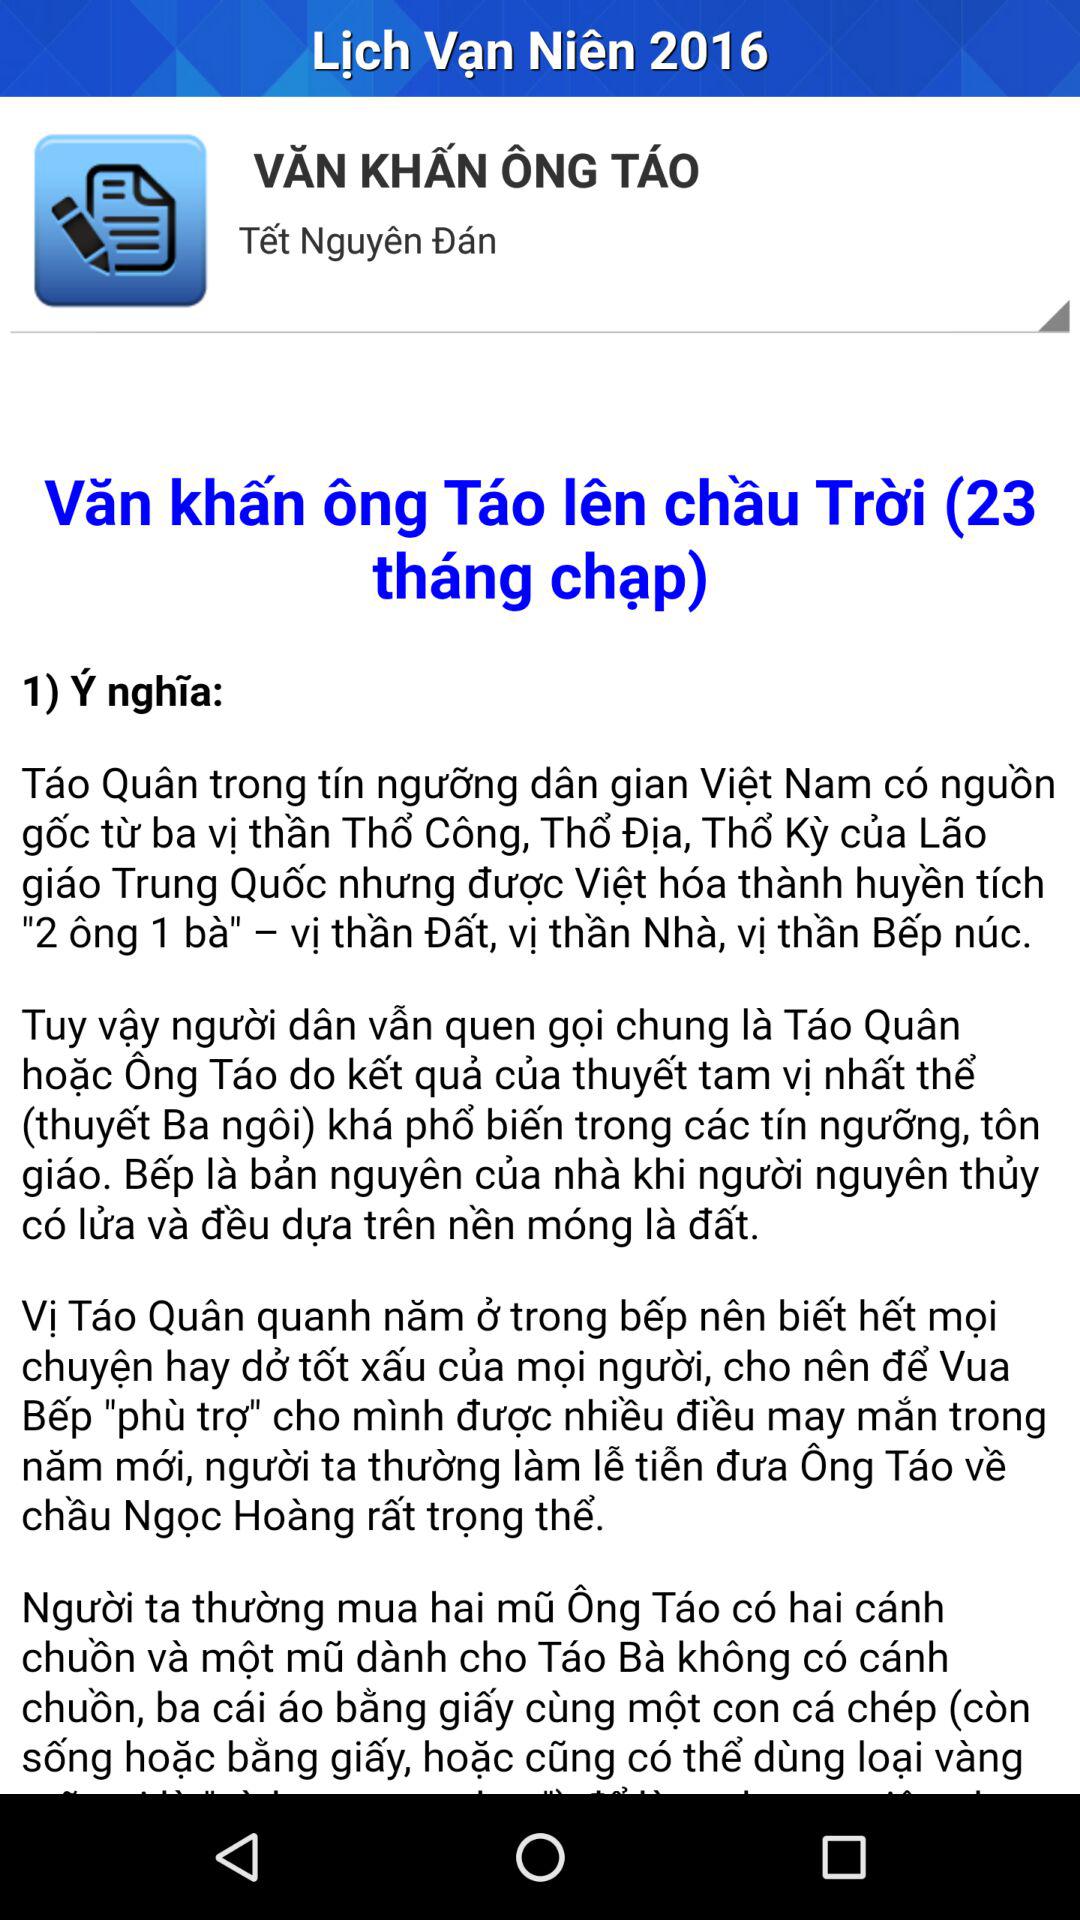 Lịch Vạn Niên 2016
VĂN KHẤN ÔNG TÁO
Tết Nguyên Đán
Văn khấn ông Táo lên chầu Trời (23
tháng chạp)
1) Ý nghĩa:
Táo Quân trong tín ngưỡng dân gian Việt Nam có nguồn
gốc từ ba vị thần Thổ Công, Thổ Địa, Thổ Kỳ của Lão
giáo Trung Quốc nhưng được Việt hóa thành huyền tích
"2 ông 1 bà" – vị thần Đất, vị thần Nhà, vị thần Bếp núc.
Tuy vậy người dân vẫn quen gọi chung là Táo Quân
hoặc Ông Táo do kết quả của thuyết tam vị nhất thể
(thuyết Ba ngôi) khá phổ biến trong các tín ngưỡng, tôn
giáo. Bếp là bản nguyên của nhà khi người nguyên thủy
có lửa và đều dựa trên nền móng là đất.
Vị Táo Quân quanh năm ở trong bếp nên biết hết mọi
chuyện hay dở tốt xấu của mọi người, cho nên để Vua
Bếp "phù trợ" cho mình được nhiều điều may mắn trong
năm mới, người ta thường làm lễ tiễn đưa Ông Táo về
chầu Ngọc Hoàng rất trọng thể.
Người ta thường mua hai mũ Ông Táo có hai cánh
chuồn và một mũ dành cho Táo Bà không có cánh
chuồn, ba cái áo bằng giấy cùng một con cá chép (còn
sống hoặc bằng giấy, hoặc cũng có thể dùng loại vàng